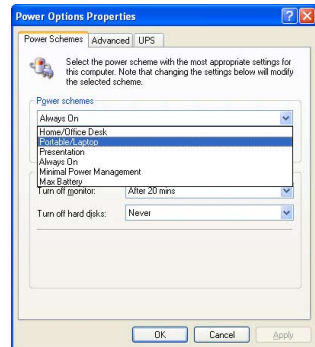 Power Options Properties
Power Schemes Advanced UPS
Select the power scheme with the most appropriate settings for
this computer. Note that changing the settings below will modify
the selected scheme.
Power schemes
Always On
Home/Office Desk
Portable/Laptop
Presentation
Always On
Minimal Power Management
Max Battery
Turn off monitor: After 20 mins
Turn off hard disks: Never
OK Cancel Apply